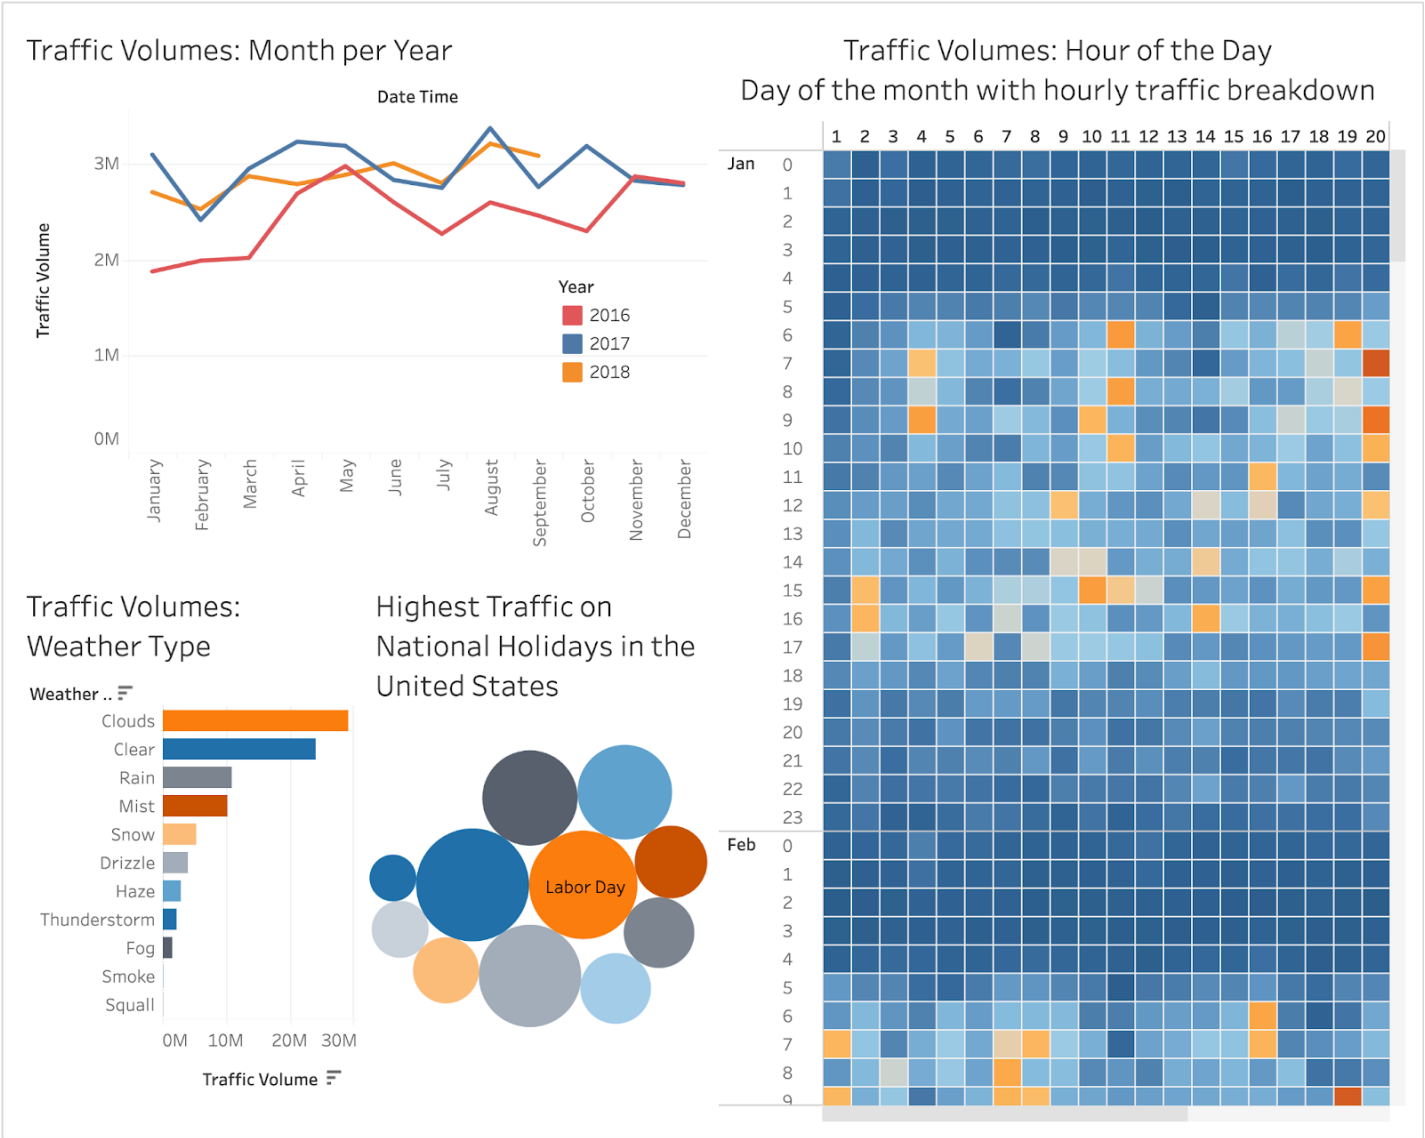 Traffic Volumes: Month per Year
Date Time
Traffic Volume
3M
2M
1M
0M
January
February
March
April
May
June
July
August
September
October
November
December
Year
2016
2017
2018
Traffic Volumes:
Weather Type
Weather ..
Clouds
Clear
Rain
Mist
Snow
Drizzle
Haze
Thunderstorm
Fog
Smoke
Squall
0M 10M 20M 30M
Traffic Volume
Highest Traffic on
National Holidays in the
United States
Labor Day
Traffic Volumes: Hour of the Day
Day of the month with hourly traffic breakdown
1 2 3 4 5 6 7 8 9 10 11 12 13 14 15 16 17 18 19 20
Jan 0
1
2
3
4
5
6
7
8
9
10
11
12
13
14
15
16
17
18
19
20
21
22
23
Feb 0
1
2
3
4
5
6
7
8
9